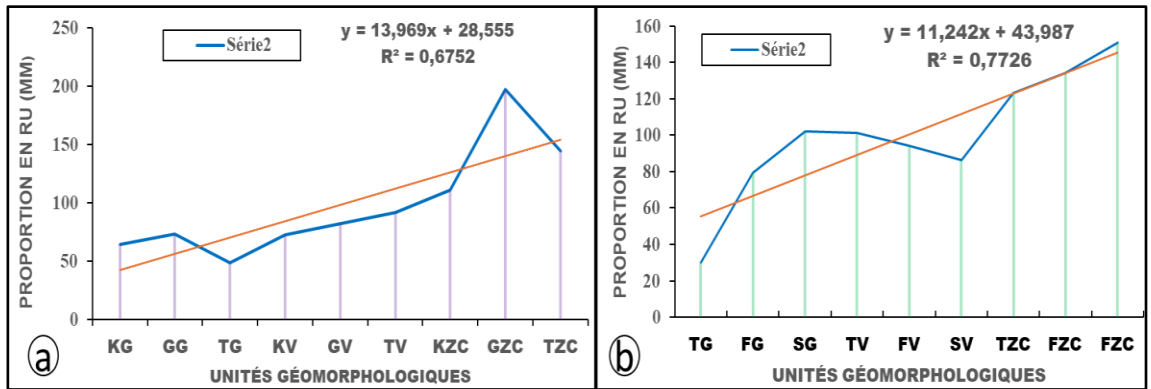 250
200
150
100
50
0
PROPORTION EN RU (MM)
Série2
y = 13,969x + 28,555
R² = 0,6752
KG GG TG KV GV TV KZC GZC TZC
UNITÉS GÉOMORPHOLOGIQUES
a
160
140
120
100
80
60
40
20
0
PROPORTION EN RU (MM)
Série2
y = 11,242x + 43,987
R² = 0,7726
TG FG SG TV FV SV TZC FZC FZC
UNITÉS GÉOMORPHOLOGIQUES
b